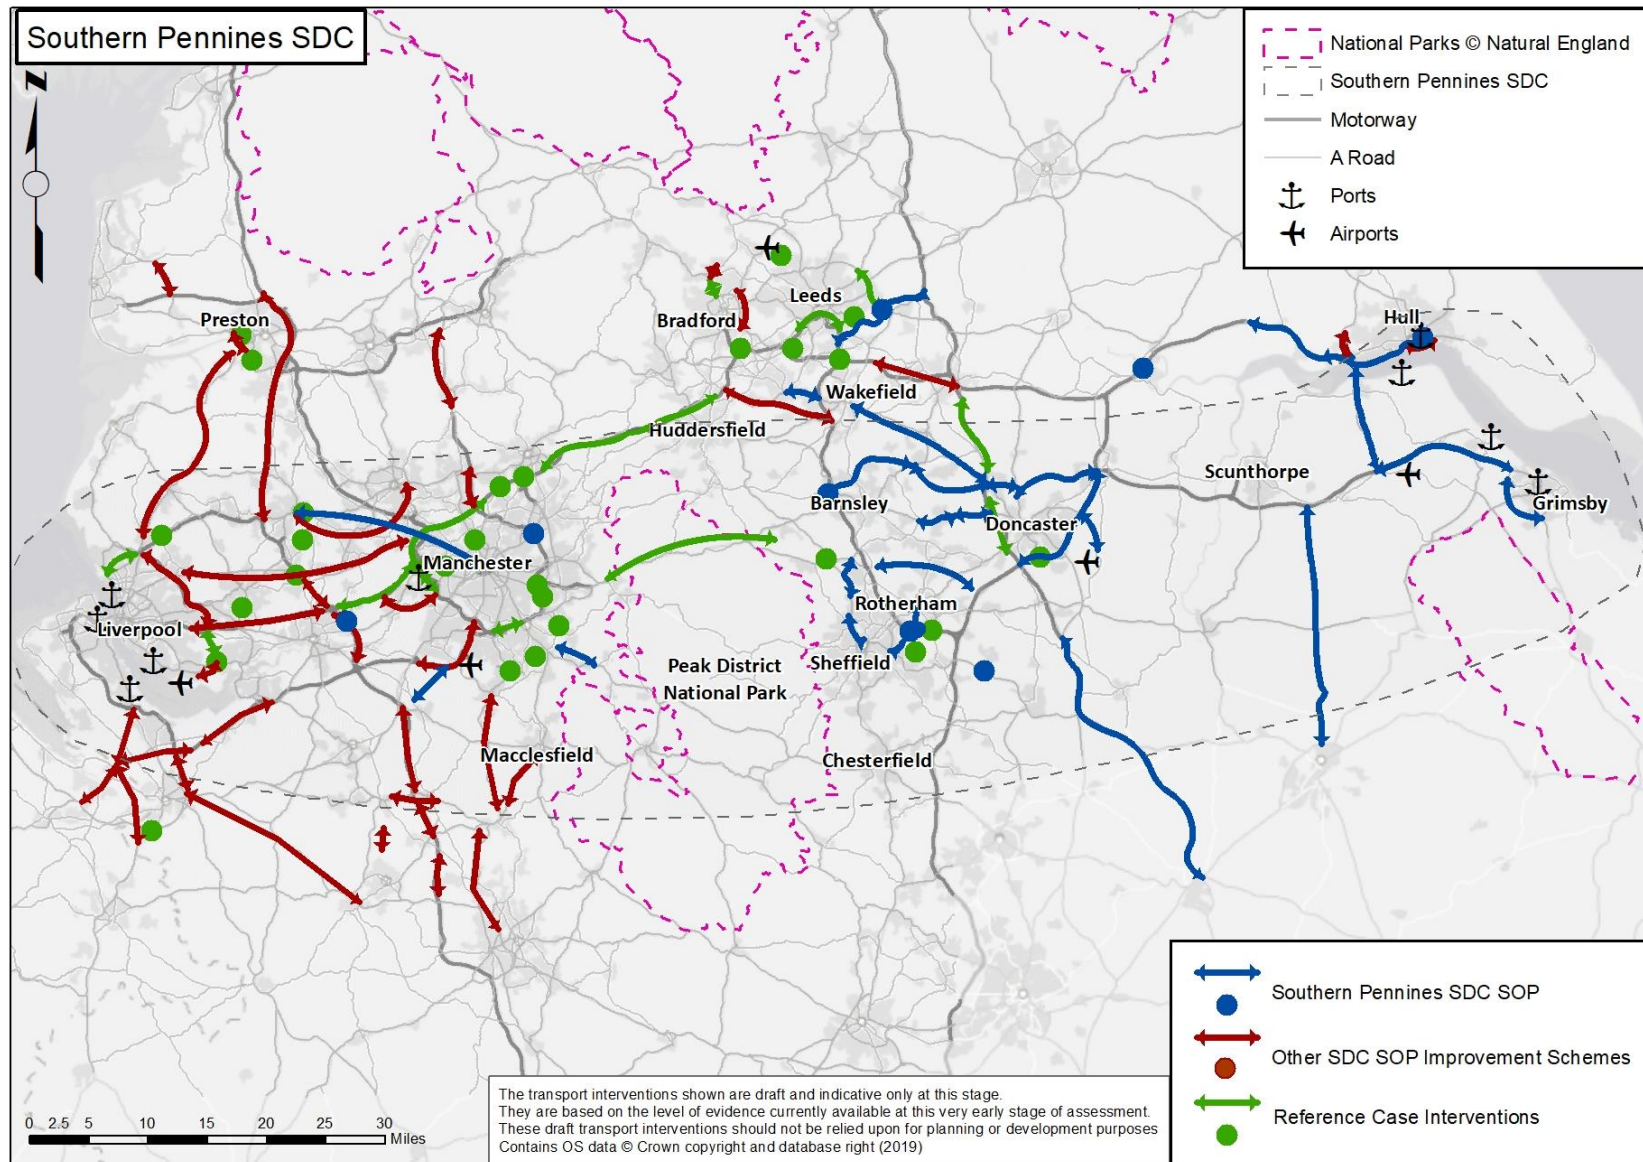 Southern Pennines SDC
N
National Parks © Natural England
Southern Pennines SDC
Motorway
A Road
Ports
Airports
Preston
Bradford
Leeds
Hull
Wakefield
Huddersfield
Barnsley
Scunthorpe
Grimsby
Doncaster
Manchester
Liverpool
Rotherham
Sheffield
Peak District
National Park
Macclesfield
Chesterfield
Southern Pennines SDC SOP
Other SDC SOP Improvement Schemes
Reference Case Interventions
The transport interventions shown are draft and indicative only at this stage.
They are based on the level of evidence currently available at this very early stage of assessment.
These draft transport interventions should not be relied upon for planning or development purposes
Contains OS data © Crown copyright and database right (2019)
0 2.5 5 10 15 20 25 30
Miles